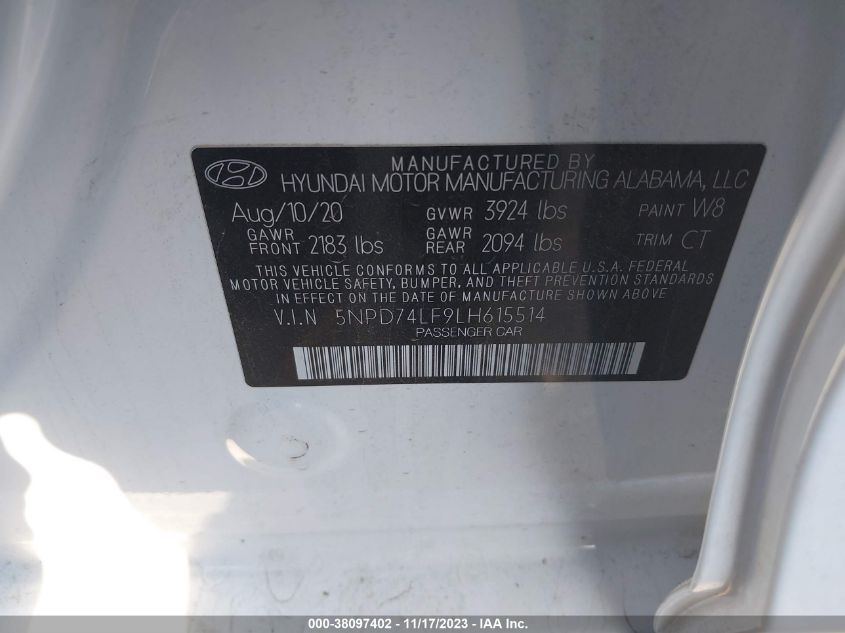 MANUFACTURED BY
HYUNDAI MOTOR MANUFACTURING ALABAMA, LLC
Aug/10/20 GVWR 3924 lbs PAINT W8
GAWR FRONT 2183 lbs GAWR REAR 2094 lbs TRIM CT
THIS VEHICLE CONFORMS TO ALL APPLICABLE U.S.A. FEDERAL
MOTOR VEHICLE SAFETY, BUMPER, AND THEFT PREVENTION STANDARDS
IN EFFECT ON THE DATE OF MANUFACTURE SHOWN ABOVE
V.I.N 5NPD74LF9LH615514
PASSENGER CAR
000-38097402 - 11/17/2023 - IAA Inc.